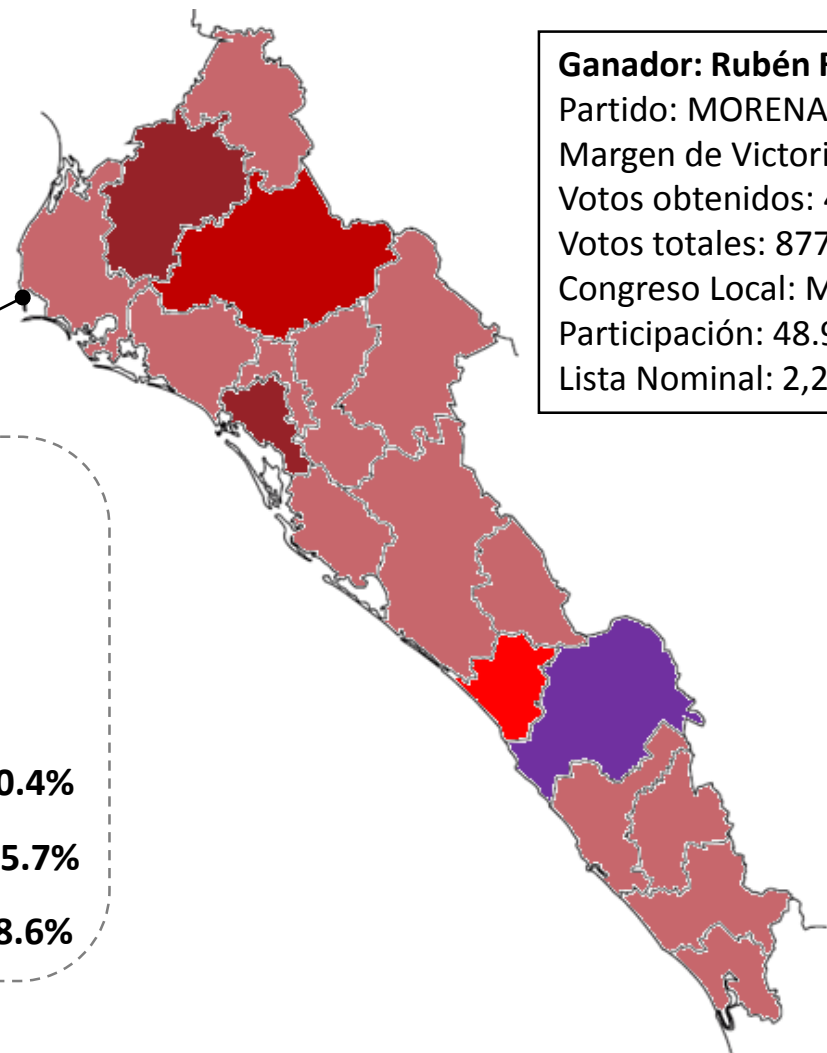 Ganador: Rubén
Partido: MORENA
Margen de Victori
Votos obtenidos: 4
Votos totales: 877
Congreso Local: M
Participación: 48.9
Lista Nominal: 2,2
0.4%
5.7%
8.6%